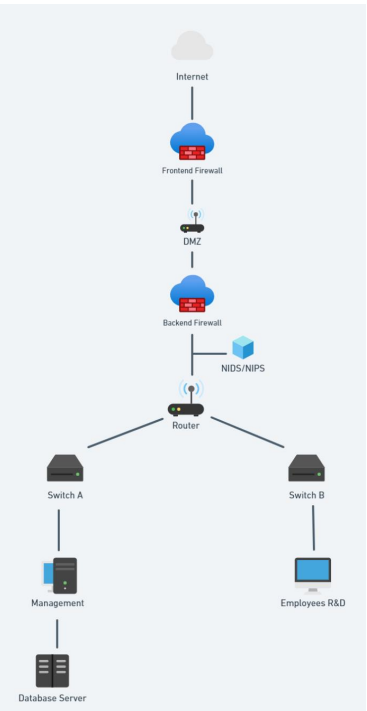 Internet
Frontend Firewall
DMZ
Backend Firewall
NIDS/NIPS
Router
Switch A
Switch B
Management
Employees R&D
Database Server